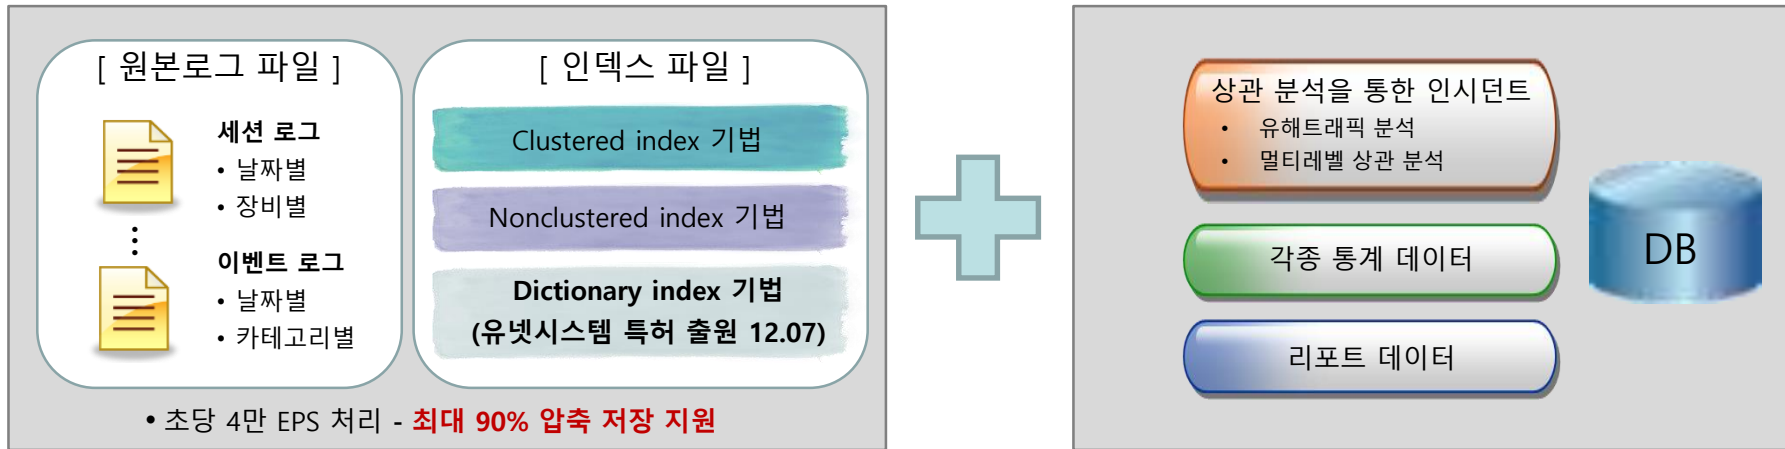 [ 원본로그 파일 ]
세션 로그
• 날짜별
• 장비별
이벤트 로그
• 날짜별
• 카테고리별
[ 인덱스 파일 ]
Clustered index 기법
Nonclustered index 기법
Dictionary index 기법
(유넷시스템 특허 출원 12.07)
• 초당 4만 EPS 처리 - 최대 90% 압축 저장 지원
상관 분석을 통한 인시던트
• 유해트래픽 분석
• 멀티레벨 상관 분석
각종 통계 데이터
리포트 데이터
DB